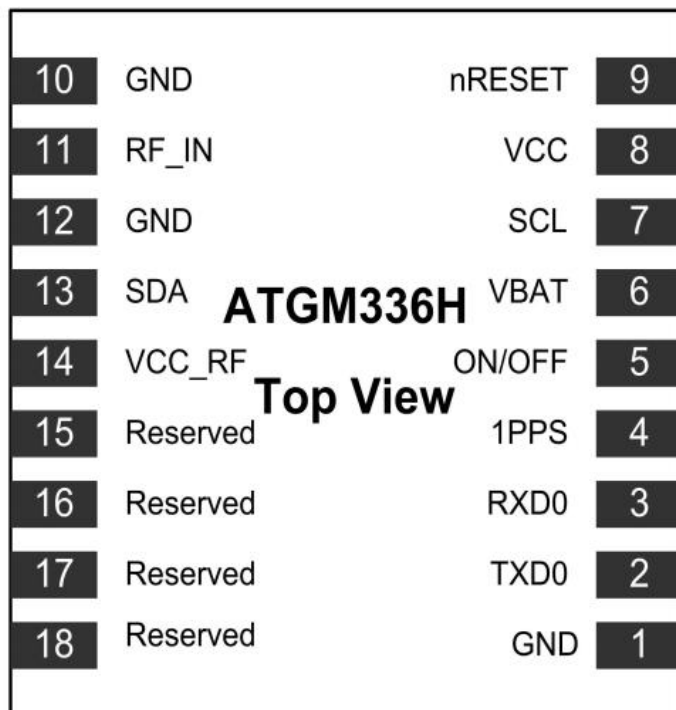 10 GND nRESET 9
11 RF_IN VCC 8
12 GND SCL 7
13 SDA VBAT 6
ATGM336H
14 VCC_RF ON/OFF 5
Top View
15 Reserved 1PPS 4
16 Reserved RXD0 3
17 Reserved TXD0 2
18 Reserved GND 1